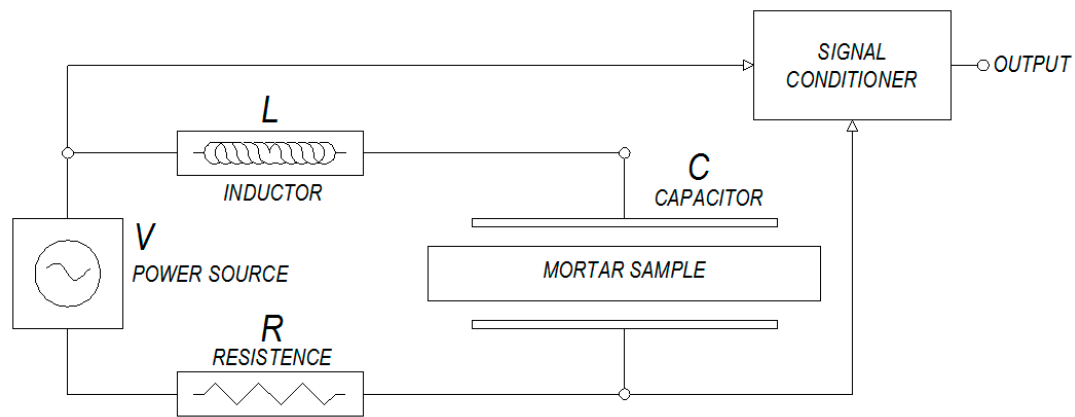 SIGNAL
CONDITIONER
OUTPUT
L
INDUCTOR
C
CAPACITOR
V
POWER SOURCE
MORTAR SAMPLE
R
RESISTENCE